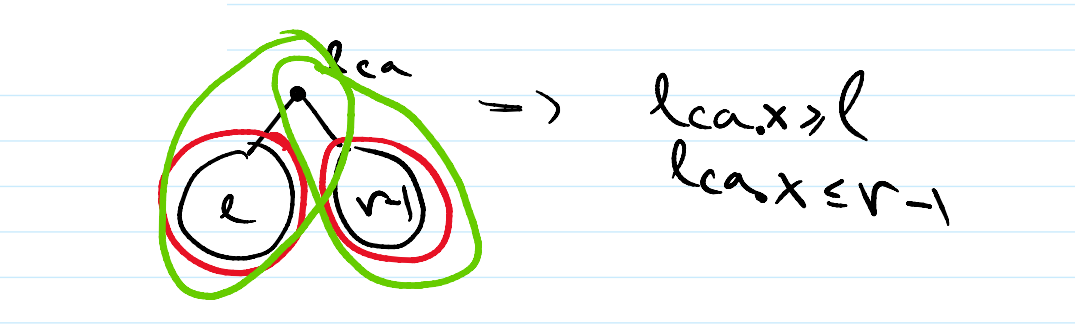 lca
=> lca.x ≥ l
lca.x ≤ r-1
l r-1